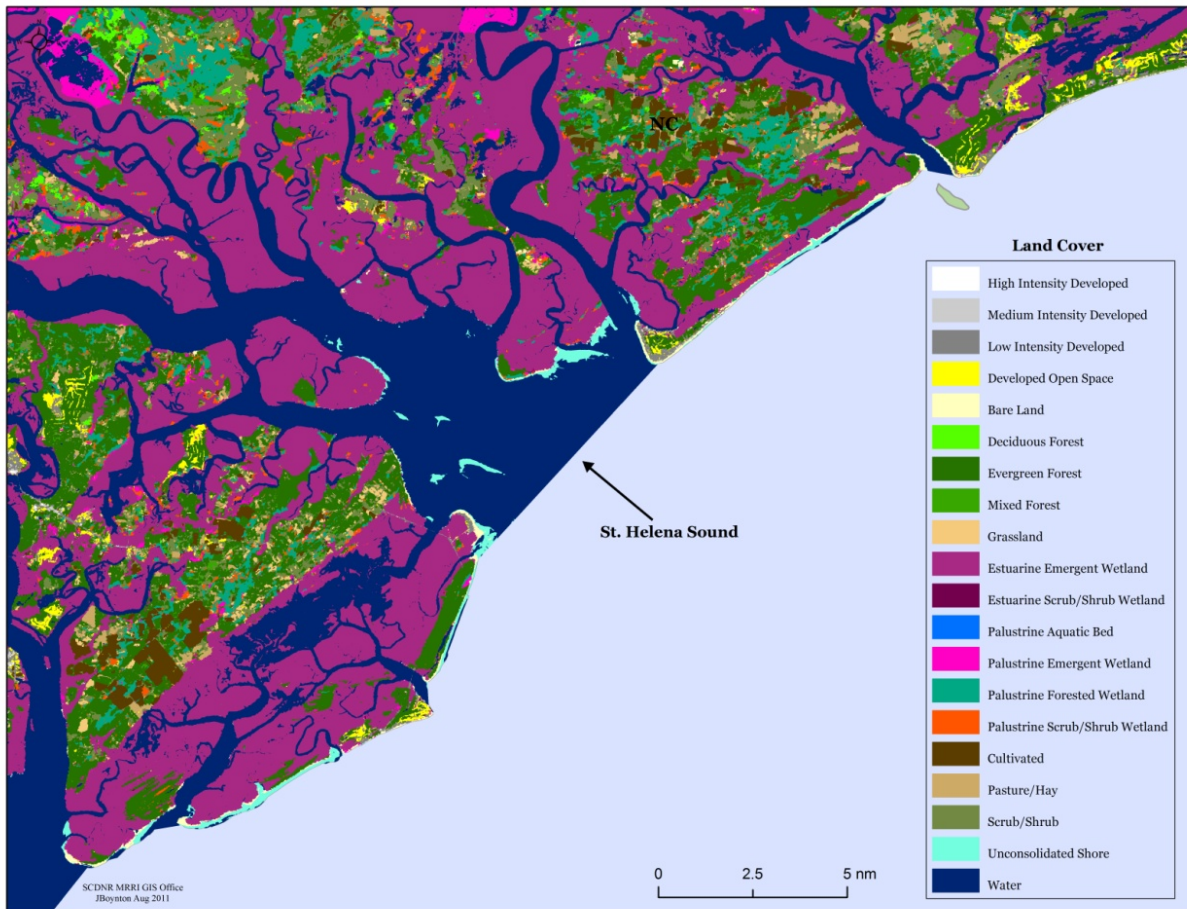 NC
Land Cover
High Intensity Developed
Medium Intensity Developed
Low Intensity Developed
Developed Open Space
Bare Land
Deciduous Forest
Evergreen Forest
Mixed Forest
Grassland
Estuarine Emergent Wetland
Estuarine Scrub/Shrub Wetland
Palustrine Aquatic Bed
Palustrine Emergent Wetland
Palustrine Forested Wetland
Palustrine Scrub/Shrub Wetland
Cultivated
Pasture/Hay
Scrub/Shrub
Unconsolidated Shore
Water
St. Helena Sound
0 2.5 5 nm
SCDNR MRRI GIS Office
JBoynton Aug 2011